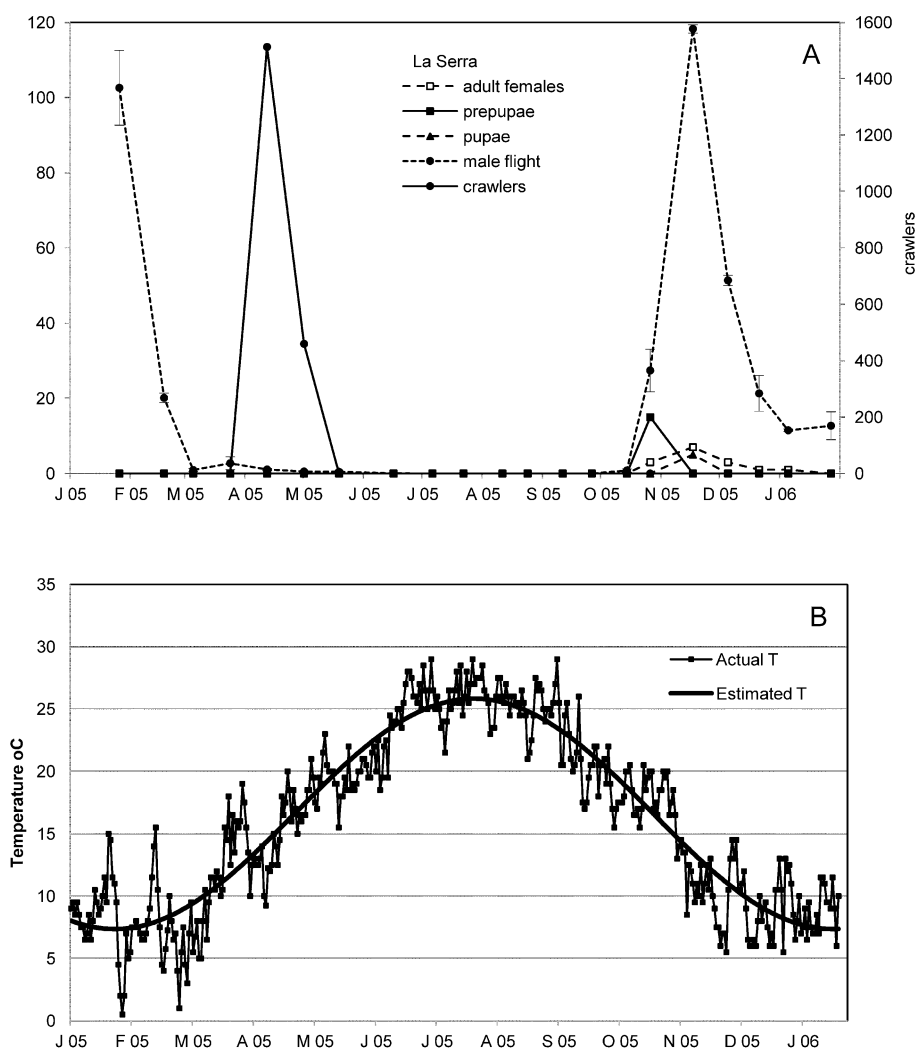 120
100
80
60
40
20
0
1600
1400
1200
1000
800
600
400
200
0
crawlers
A
La Serra
adult females
prepupae
pupae
male flight
crawlers
J 05 F 05 M 05 A 05 M 05 J 05 J 05 A 05 S 05 O 05 N 05 D 05 J 06
35
30
25
20
15
10
5
0
Temperature oC
B
Actual T
Estimated T
J 05 F 05 M 05 A 05 M 05 J 05 J 05 A 05 S 05 O 05 N 05 D 05 J 06